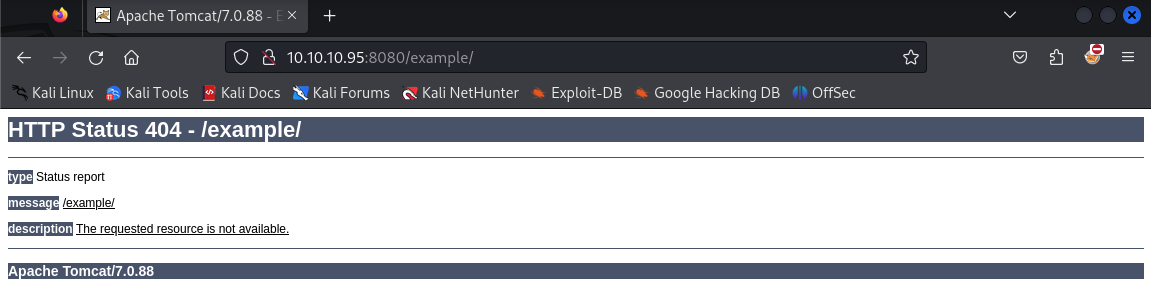 Apache Tomcat/7.0.88 - E
10.10.10.95:8080/example/
Kali Linux Kali Tools Kali Docs Kali Forums Kali NetHunter Exploit-DB Google Hacking DB OffSec
HTTP Status 404 - /example/
type Status report
message /example/
description The requested resource is not available.
Apache Tomcat/7.0.88